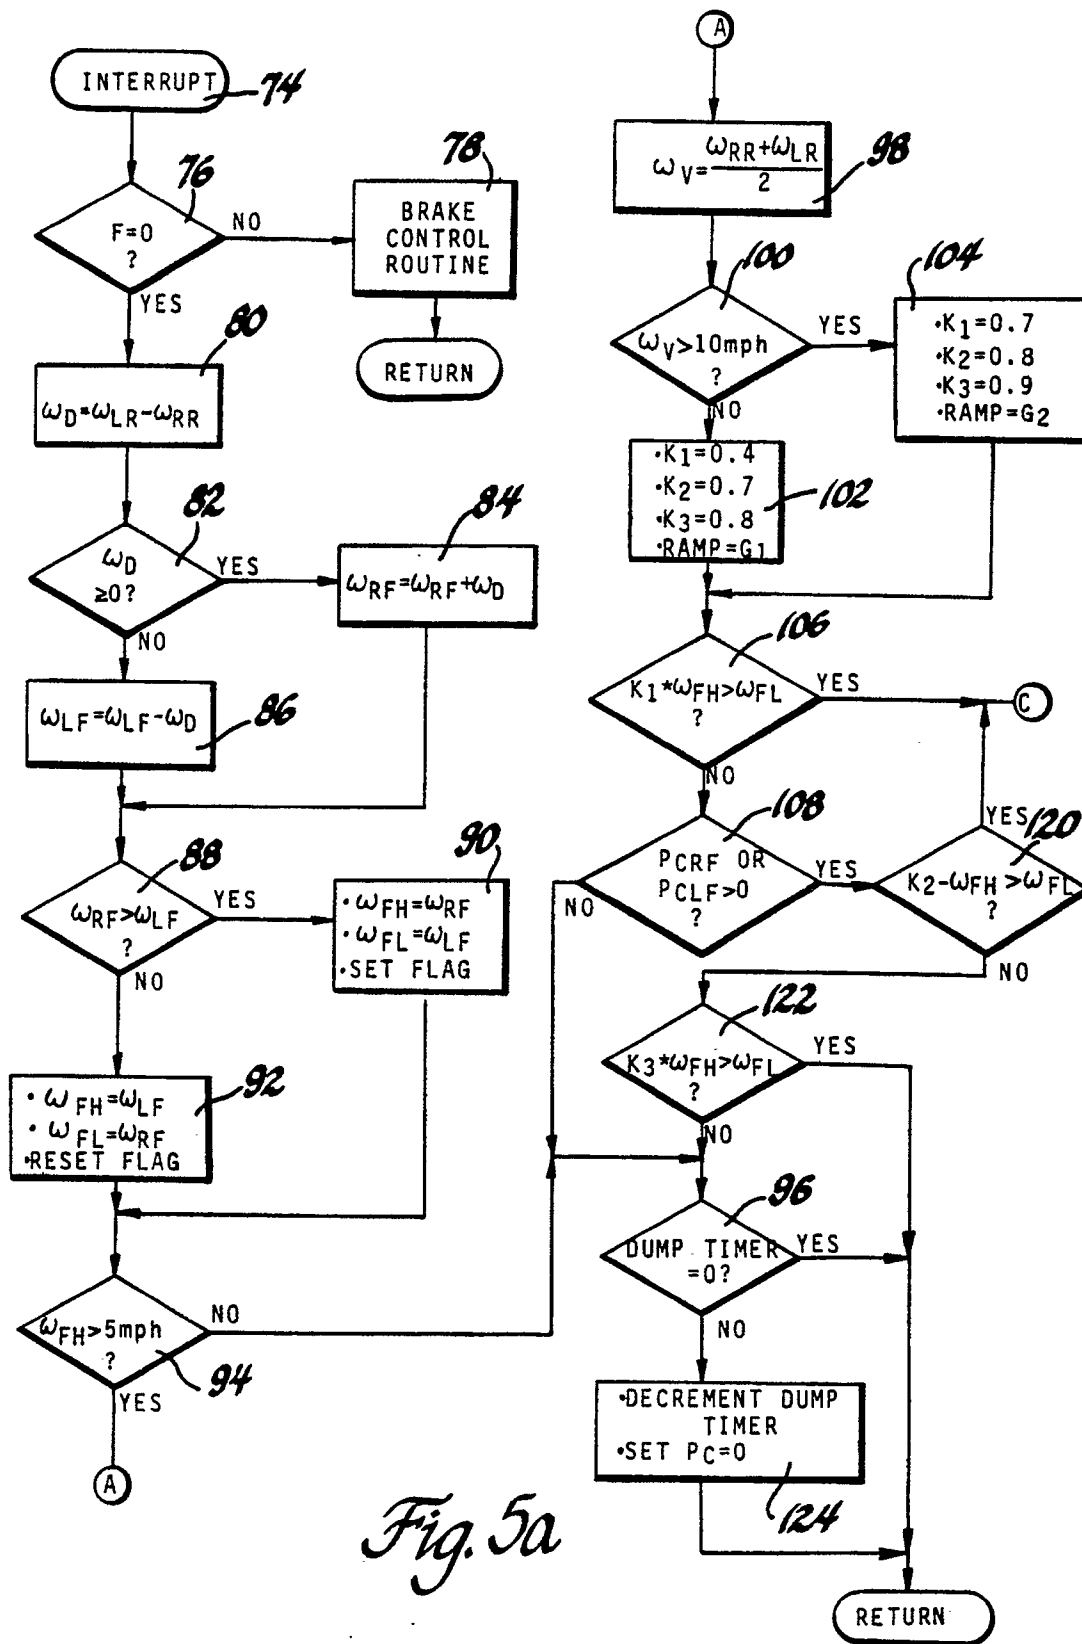 INTERRUPT
74
76
F=0
?
NO
YES
78
BRAKE
CONTROL
ROUTINE
RETURN
80
ωD=ωLR-ωRR
82
ωD
≥0?
YES
NO
84
ωRF=ωRF+ωD
ωLF=ωLF-ωD
86
88
ωRF>ωLF
?
YES
NO
90
•ωFH=ωRF
•ωFL=ωLF
•SET FLAG
92
•ωFH=ωLF
•ωFL=ωRF
•RESET FLAG
ωFH>5mph
?
NO
94
YES
A
A
ωV=
ωRR+ωLR
2
98
100
ωV>10mph
?
YES
NO
104
•K1=0.7
•K2=0.8
•K3=0.9
•RAMP=G2
•K1=0.4
•K2=0.7
•K3=0.8
•RAMP=G1
102
106
K1*ωFH>ωFL
?
YES
C
NO
108
PCRF OR
PCLF>0
?
YES
NO
YES
120
K2-ωFH>ωFL
?
NO
122
K3*ωFH>ωFL
?
YES
NO
96
DUMP TIMER
=0?
YES
NO
•DECREMENT DUMP
TIMER
•SET PC=0
124
RETURN
Fig. 5a